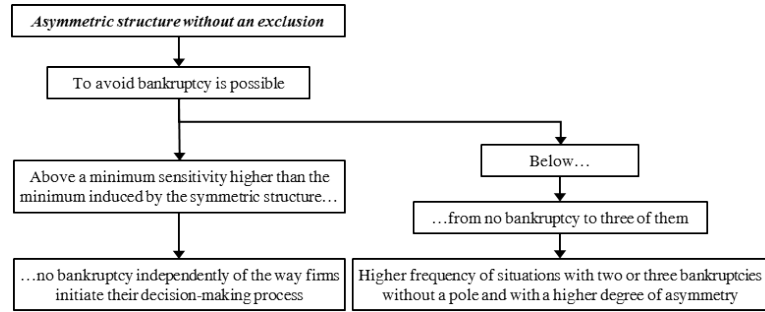 Asymmetric structure without an exclusion
To avoid bankruptcy is possible
Above a minimum sensitivity higher than the
minimum induced by the symmetric structure…
Below…
…from no bankruptcy to three of them
…no bankruptcy independently of the way firms
initiate their decision-making process
Higher frequency of situations with two or three bankruptcies
without a pole and with a higher degree of asymmetry